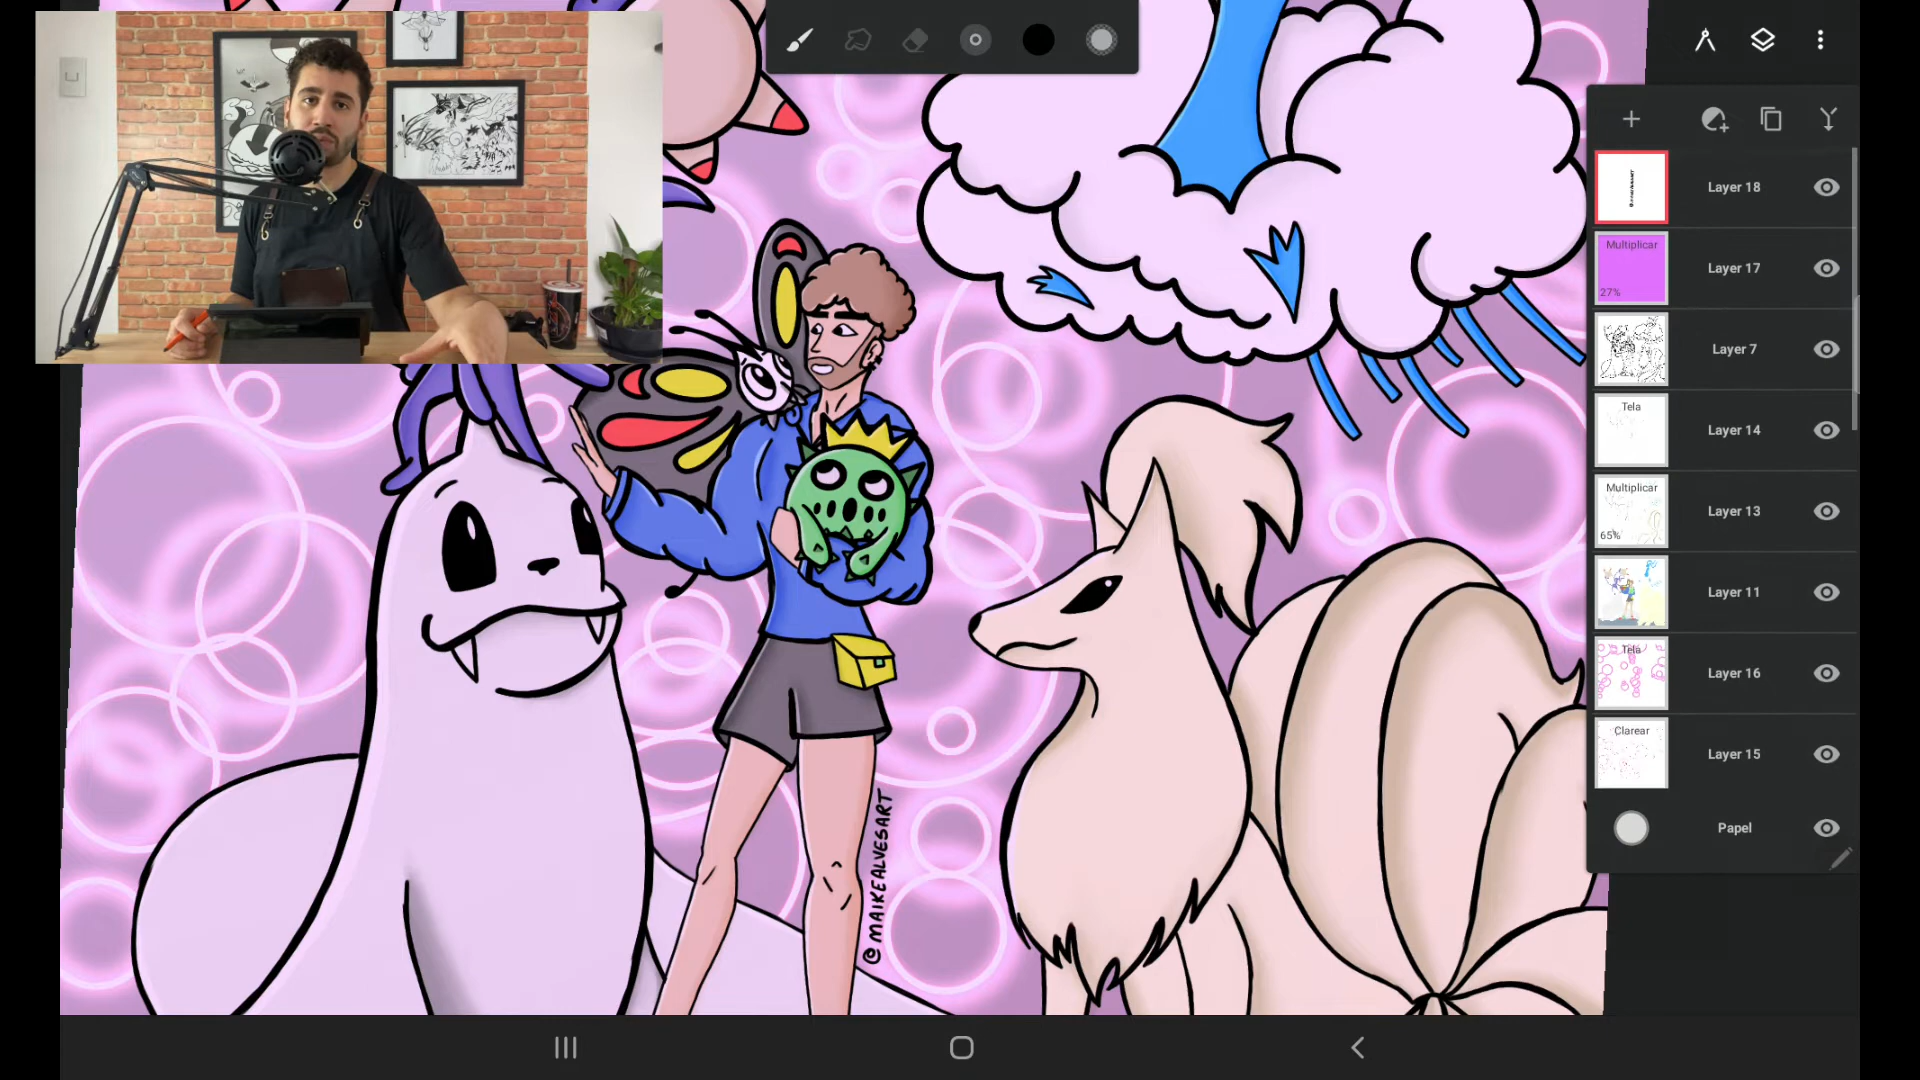 Layer 18
Multiplicar
27%
Layer 17
Layer 7
Tela
Layer 14
Multiplicar
65%
Layer 13
Layer 11
Tela
Layer 16
Clarear
Layer 15
Papel
@MAIKEALVESART